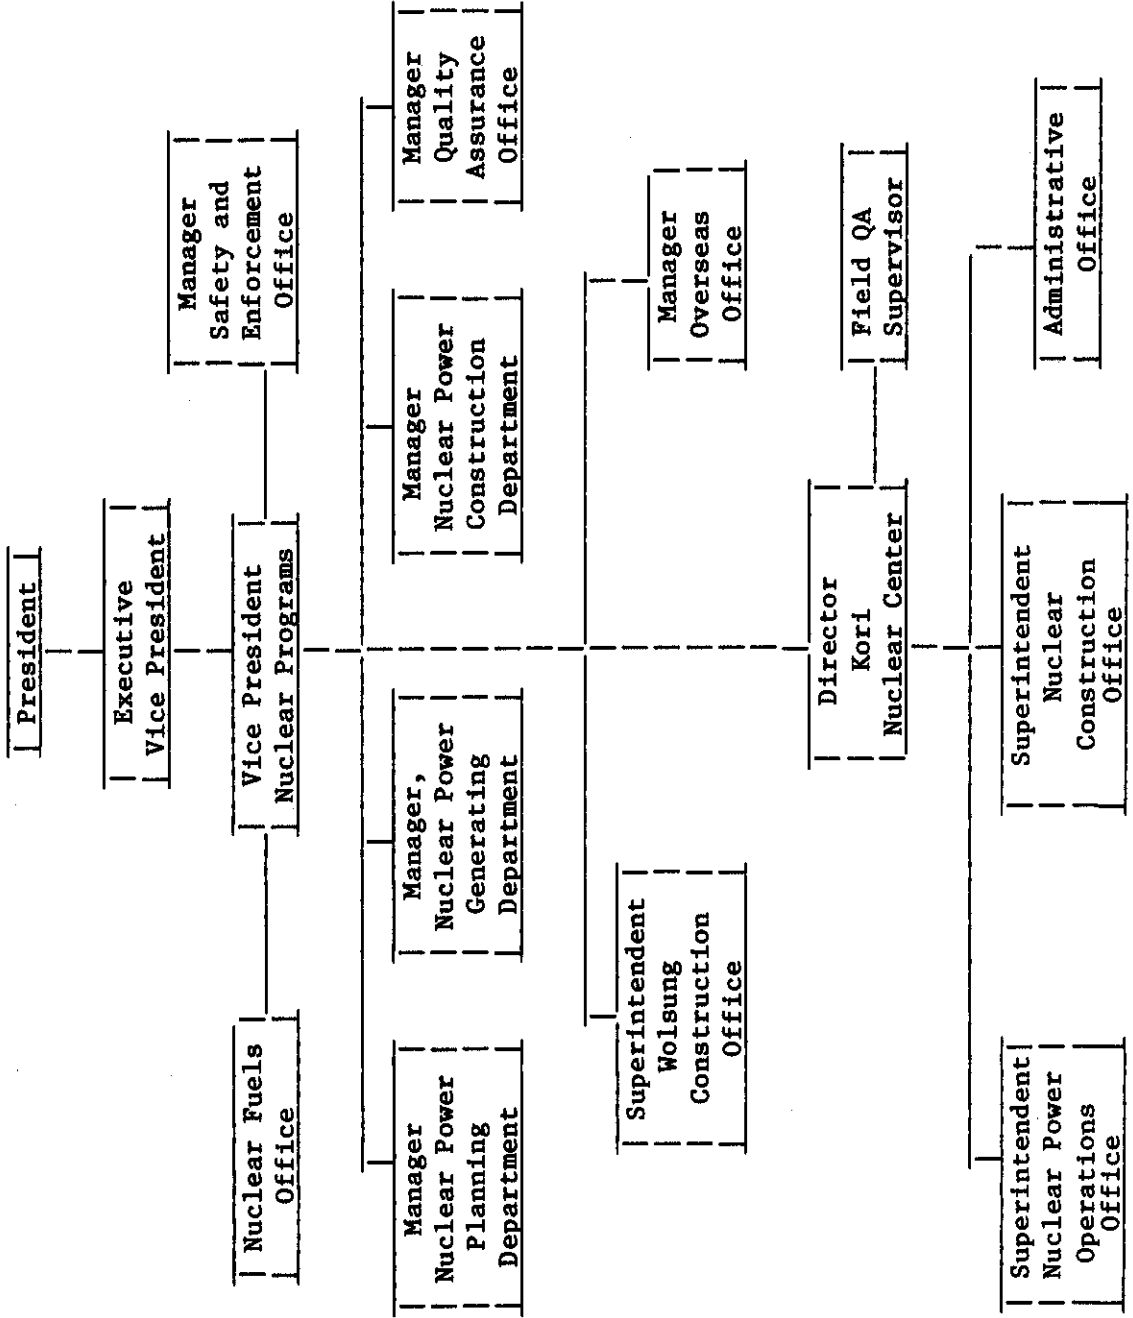 President
Executive
Vice President
Vice President
Nuclear Programs
Nuclear Fuels
Office
Manager
Safety and
Enforcement
Office
Manager
Nuclear Power
Planning
Department
Manager,
Nuclear Power
Generating
Department
Manager
Nuclear Power
Construction
Department
Manager
Quality
Assurance
Office
Superintendent
Wolsung
Construction
Office
Manager
Overseas
Office
Director
Kori
Nuclear Center
Field QA
Supervisor
Superintendent
Nuclear Power
Operations
Office
Superintendent
Nuclear
Construction
Office
Administrative
Office